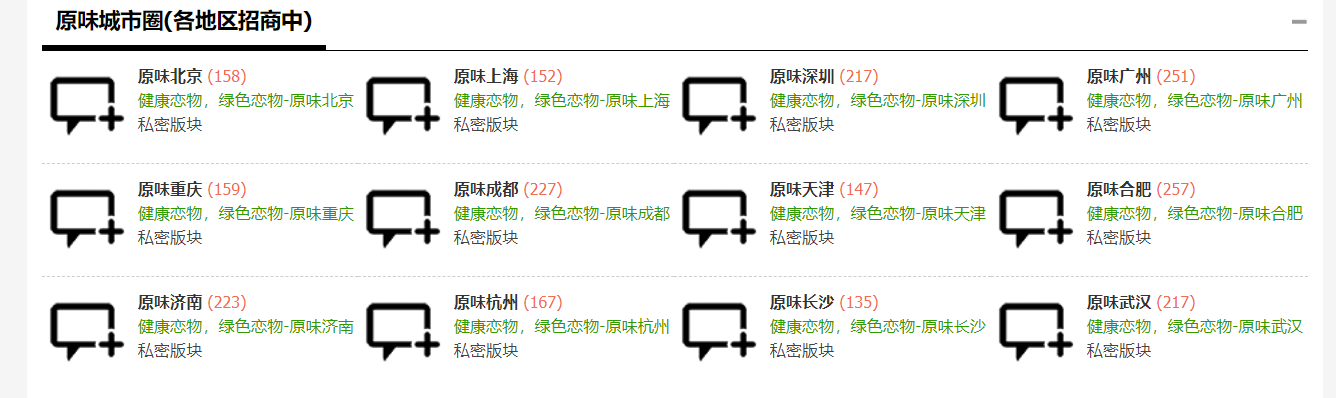 原味城市圈(各地区招商中)
原味北京 (158)
健康恋物，绿色恋物-原味北京
私密版块
原味上海 (152)
健康恋物，绿色恋物-原味上海
私密版块
原味深圳 (217)
健康恋物，绿色恋物-原味深圳
私密版块
原味广州 (251)
健康恋物，绿色恋物-原味广州
私密版块
原味重庆 (159)
健康恋物，绿色恋物-原味重庆
私密版块
原味成都 (227)
健康恋物，绿色恋物-原味成都
私密版块
原味天津 (147)
健康恋物，绿色恋物-原味天津
私密版块
原味合肥 (257)
健康恋物，绿色恋物-原味合肥
私密版块
原味济南 (223)
健康恋物，绿色恋物-原味济南
私密版块
原味杭州 (167)
健康恋物，绿色恋物-原味杭州
私密版块
原味长沙 (135)
健康恋物，绿色恋物-原味长沙
私密版块
原味武汉 (217)
健康恋物，绿色恋物-原味武汉
私密版块